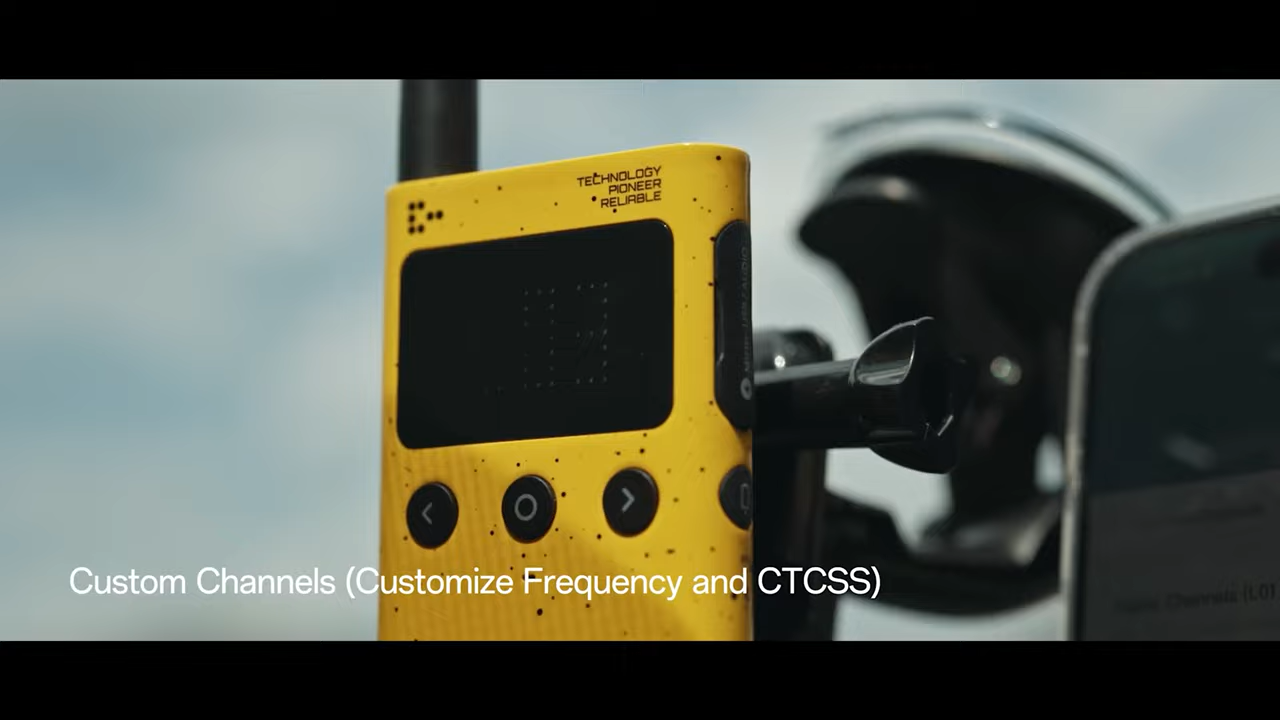 TECHNOLOGY
PIONEER
RELIABLE
Custom Channels (Customize Frequency and CTCSS)